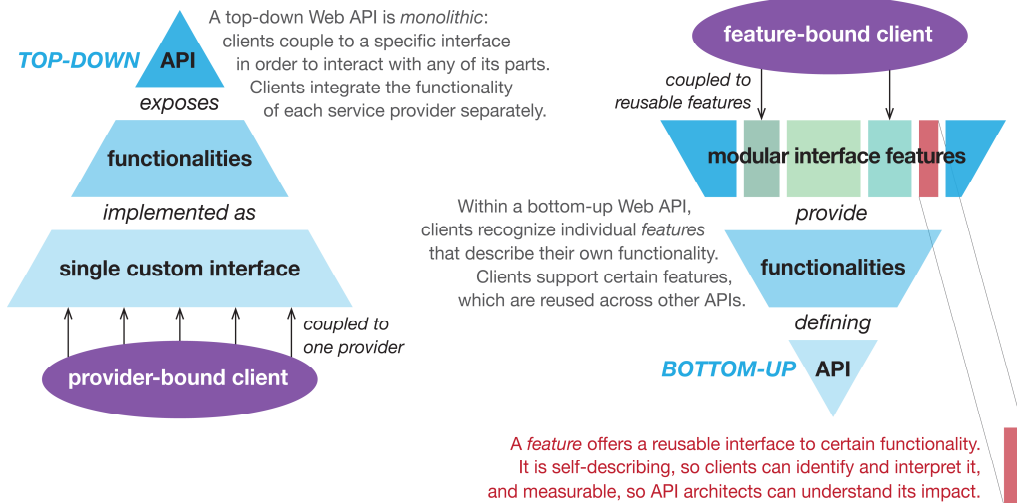 A top-down Web API is monolithic:
clients couple to a specific interface
in order to interact with any of its parts.
Clients integrate the functionality
of each service provider separately.
TOP-DOWN
API
exposes
functionalities
implemented as
single custom interface
coupled to
one provider
provider-bound client
feature-bound client
coupled to
reusable features
modular interface features
provide
Within a bottom-up Web API,
clients recognize individual features
that describe their own functionality.
Clients support certain features,
which are reused across other APIs.
functionalities
defining
BOTTOM-UP
API
A feature offers a reusable interface to certain functionality.
It is self-describing, so clients can identify and interpret it,
and measurable, so API architects can understand its impact.